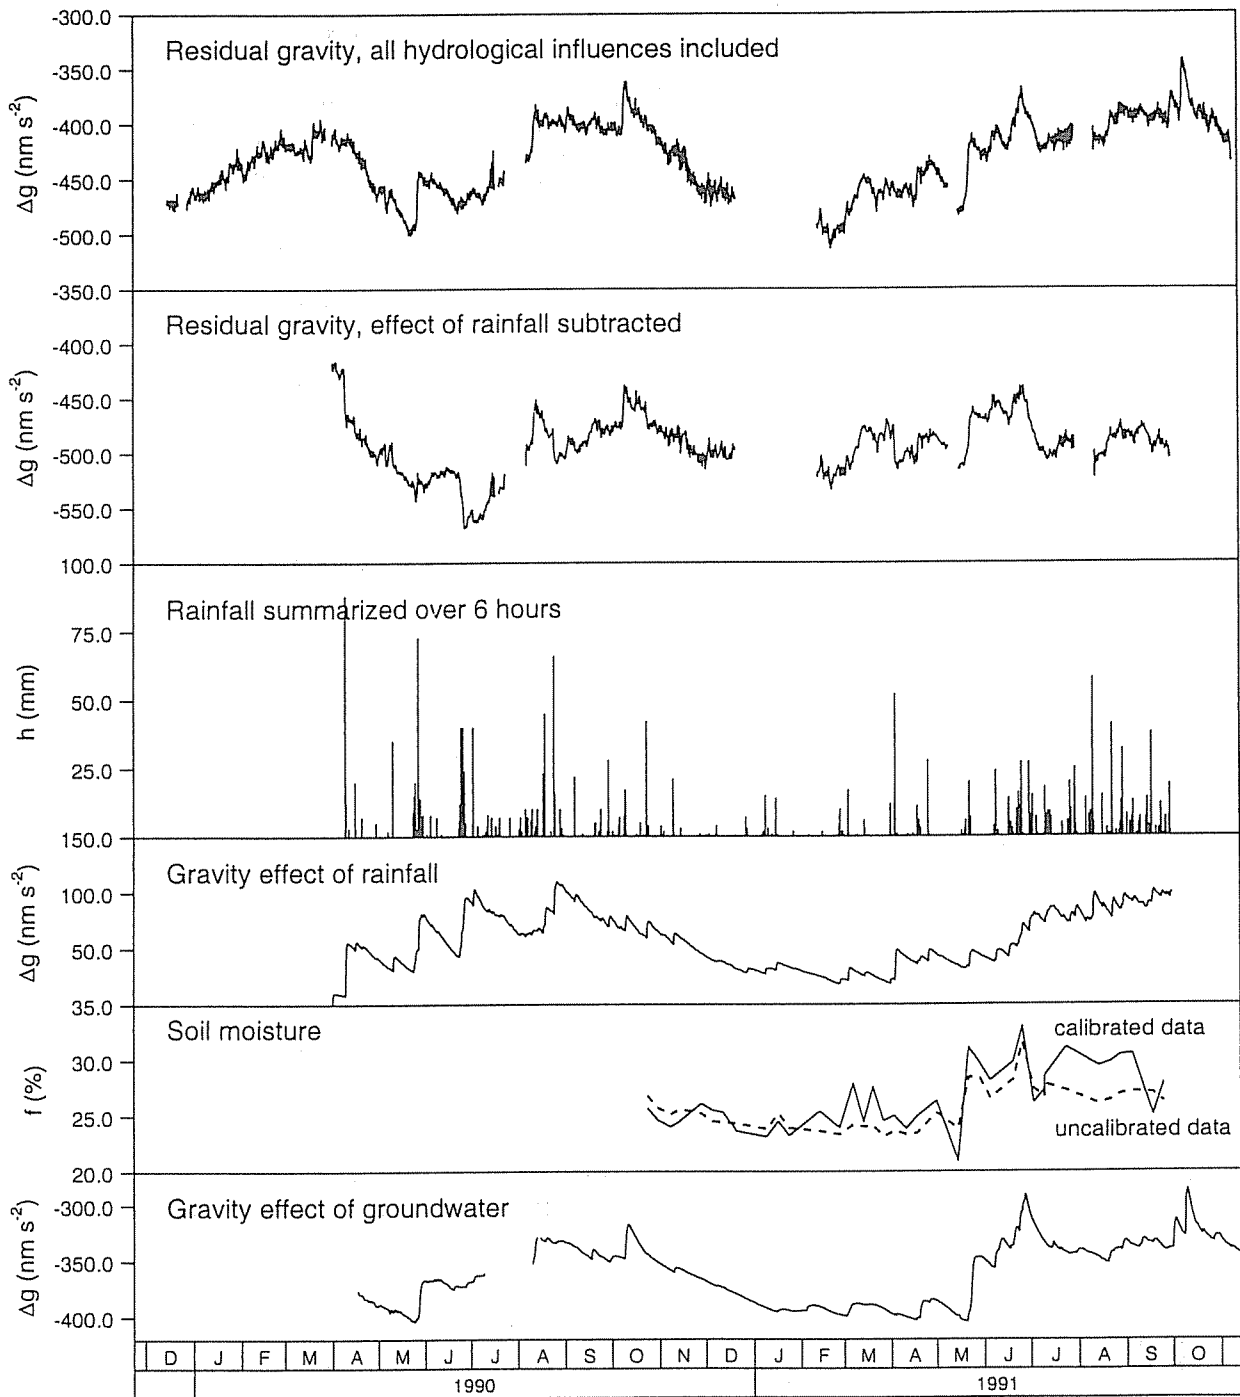 -300.0
Residual gravity, all hydrological influences included
-350.0
-400.0
-450.0
-500.0
Δg (nm s⁻²)
-350.0
Residual gravity, effect of rainfall subtracted
-400.0
-450.0
-500.0
-550.0
Δg (nm s⁻²)
100.0
Rainfall summarized over 6 hours
75.0
50.0
25.0
h (mm)
150.0
Gravity effect of rainfall
100.0
50.0
Δg (nm s⁻²)
35.0
Soil moisture
calibrated data
30.0
25.0
uncalibrated data
20.0
f (%)
Gravity effect of groundwater
-300.0
-350.0
-400.0
Δg (nm s⁻²)
D J F M A M J J A S O N D J F M A M J J A S O
1990 1991